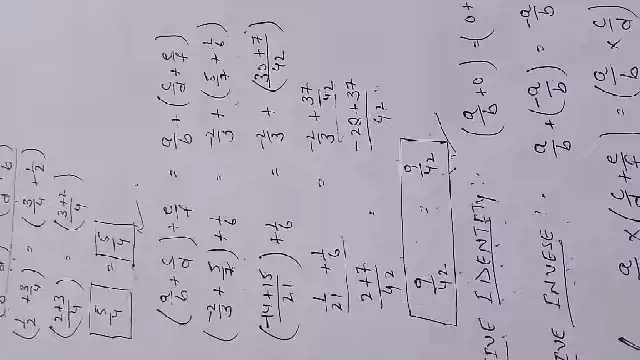 (1/2 + 3/4) = (3/4 + 1/2)
(2+3/4) = (3+2/4)
5/4 = 5/4
(a/b + c/d) + e/f = a/b + (c/d + e/f)
(-2/3 + 5/7) + 1/6 = -2/3 + (5/7 + 1/6)
(-14+15/21) + 1/6 = -2/3 + (30+7/42)
1/21 + 1/6 = -2/3 + 37/42
2+7/42 = -28+37/42
9/42 = 9/42
IDENTITY: (a/b + 0) = (0+
INVESE: a/b + (-a/b) = -a/b
a/b × (c/d + e/f) = (a/b × c/d)